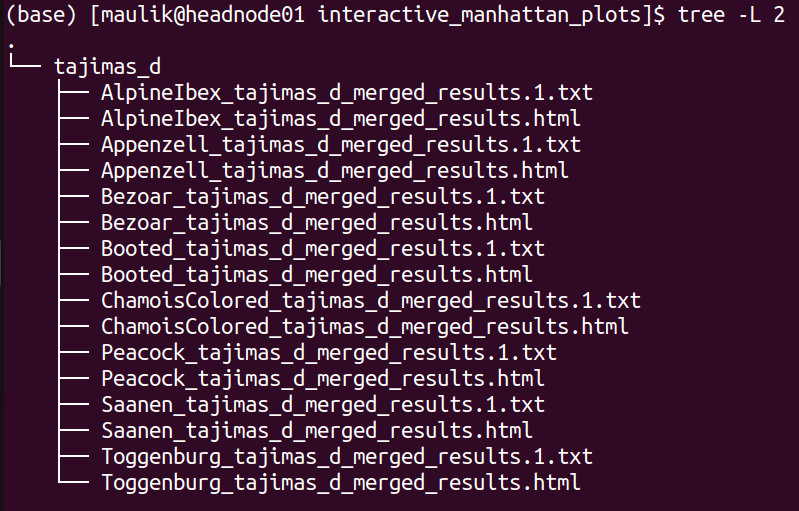 (base) [maulik@headnode01 interactive_manhattan_plots]$ tree -L 2
.
└── tajimas_d
    ├── AlpineIbex_tajimas_d_merged_results.1.txt
    ├── AlpineIbex_tajimas_d_merged_results.html
    ├── Appenzell_tajimas_d_merged_results.1.txt
    ├── Appenzell_tajimas_d_merged_results.html
    ├── Bezoar_tajimas_d_merged_results.1.txt
    ├── Bezoar_tajimas_d_merged_results.html
    ├── Booted_tajimas_d_merged_results.1.txt
    ├── Booted_tajimas_d_merged_results.html
    ├── ChamoisColored_tajimas_d_merged_results.1.txt
    ├── ChamoisColored_tajimas_d_merged_results.html
    ├── Peacock_tajimas_d_merged_results.1.txt
    ├── Peacock_tajimas_d_merged_results.html
    ├── Saanen_tajimas_d_merged_results.1.txt
    ├── Saanen_tajimas_d_merged_results.html
    ├── Toggenburg_tajimas_d_merged_results.1.txt
    └── Toggenburg_tajimas_d_merged_results.html